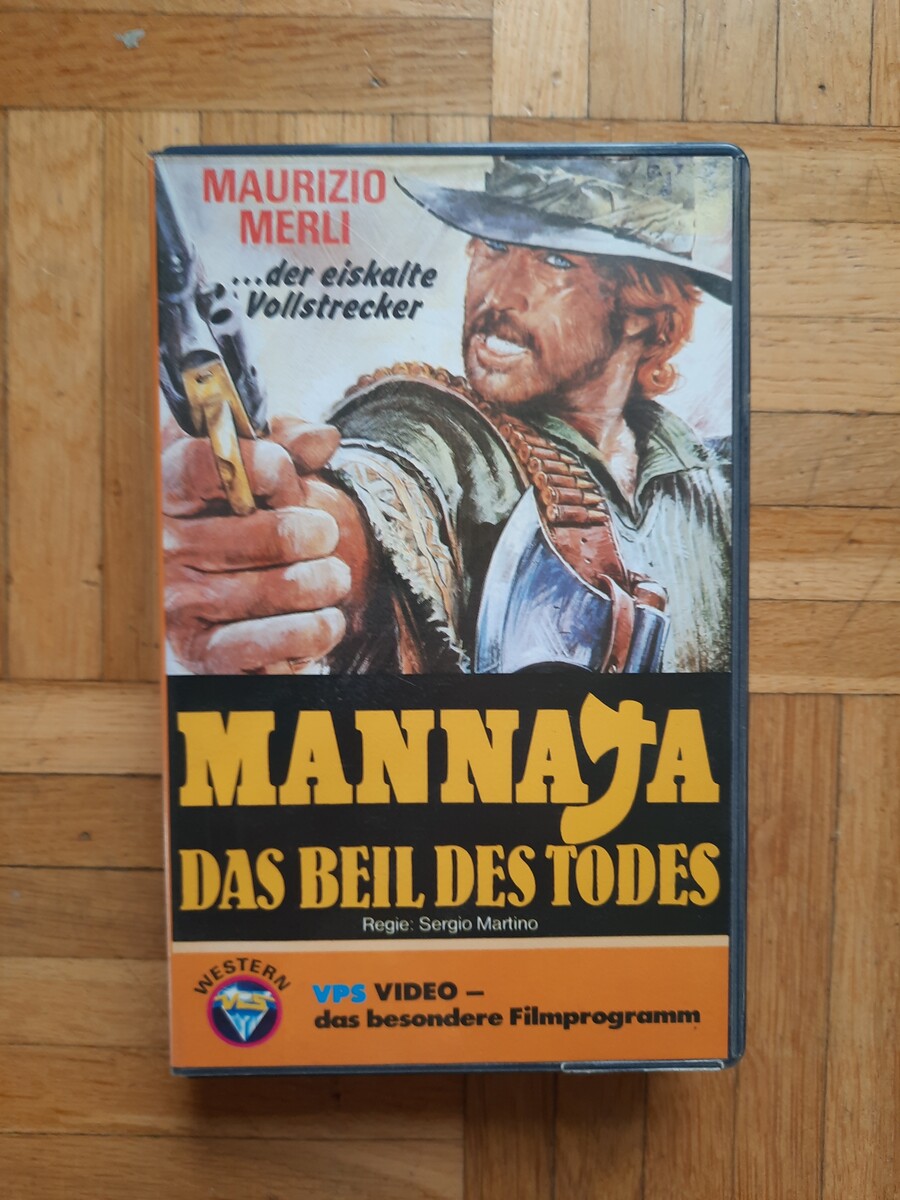 MAURIZIO
MERLI
...der eiskalte
Vollstrecker
MANNAJA
DAS BEIL DES TODES
Regie: Sergio Martino
WESTERN
VPS
VPS VIDEO –
das besondere Filmprogramm